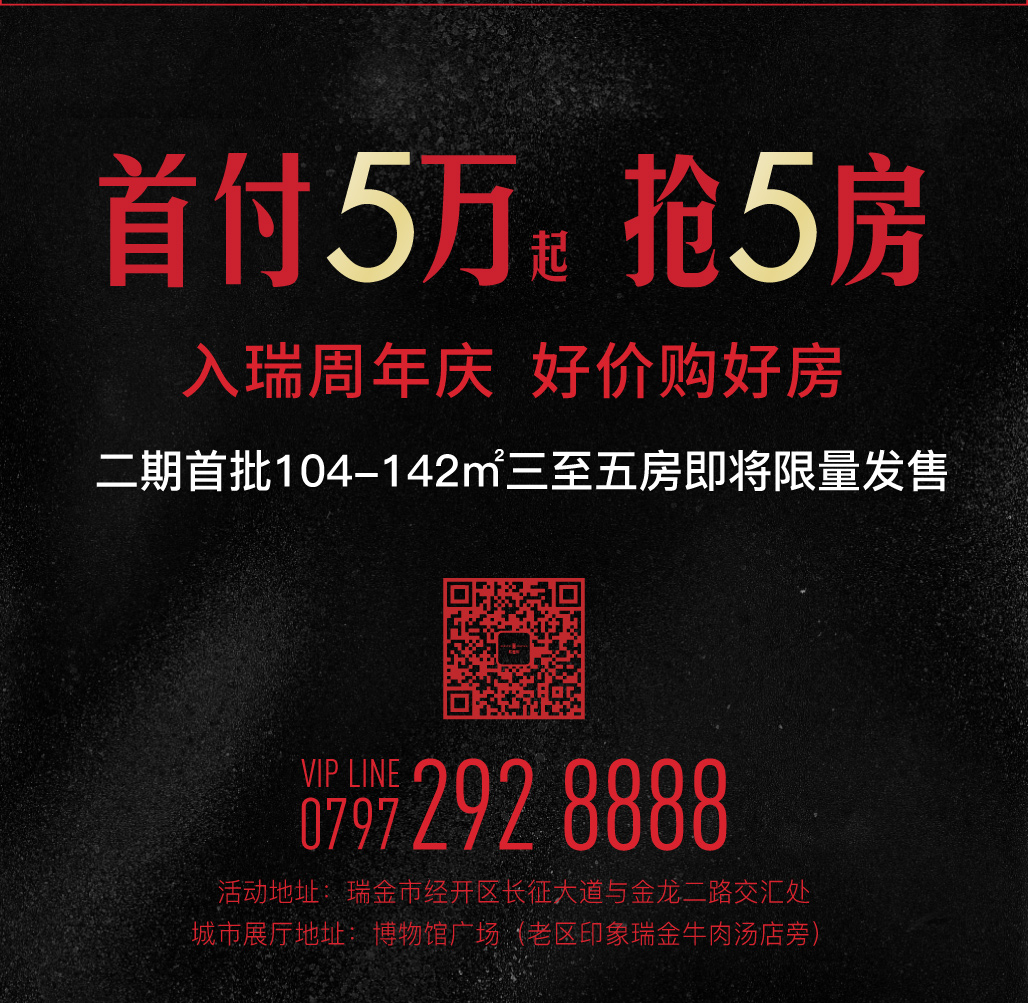 首付5万起 抢5房
入瑞周年庆 好价购好房
二期首批104-142㎡三至五房即将限量发售
VIP LINE
0797 292 8888
活动地址：瑞金市经开区长征大道与金龙二路交汇处
城市展厅地址：博物馆广场（老区印象瑞金牛肉汤店旁）